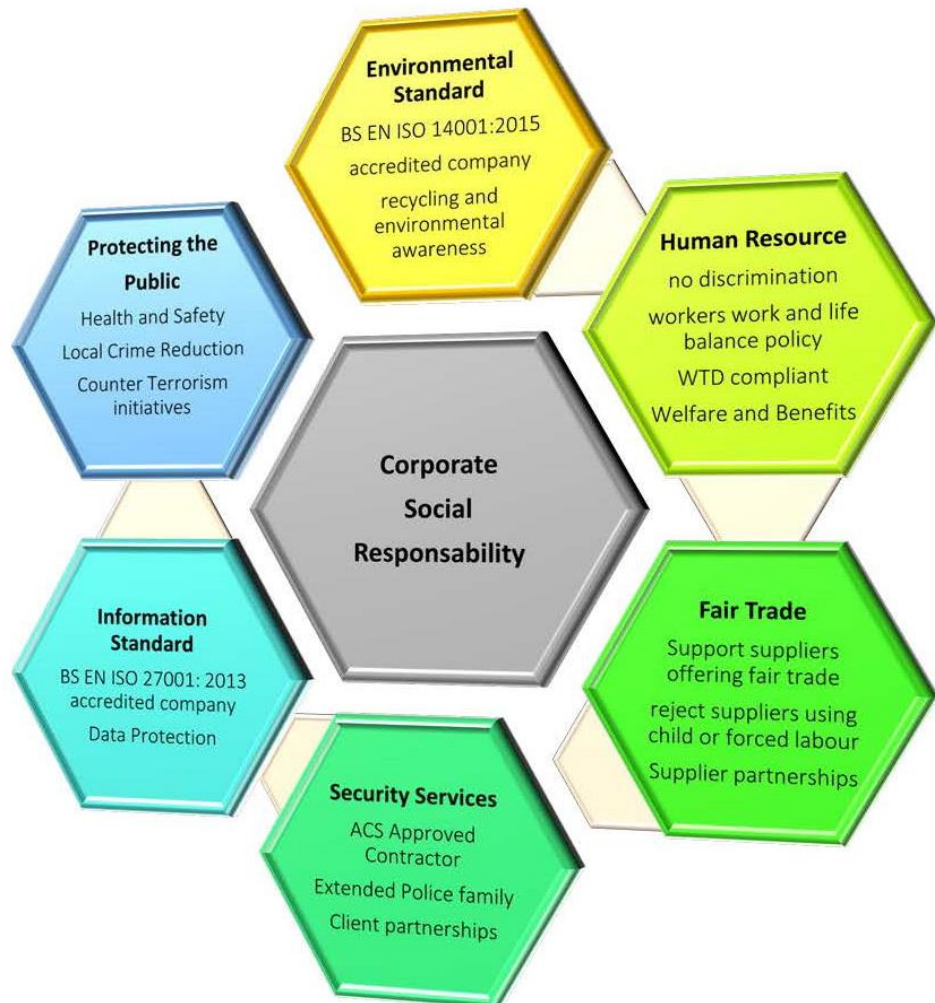 Environmental
Standard
BS EN ISO 14001:2015
accredited company
recycling and
environmental
awareness
Human Resource
no discrimination
workers work and life
balance policy
WTD compliant
Welfare and Benefits
Fair Trade
Support suppliers
offering fair trade
reject suppliers using
child or forced labour
Supplier partnerships
Security Services
ACS Approved
Contractor
Extended Police family
Client partnerships
Information
Standard
BS EN ISO 27001: 2013
accredited company
Data Protection
Protecting the
Public
Health and Safety
Local Crime Reduction
Counter Terrorism
initiatives
Corporate
Social
Responsability